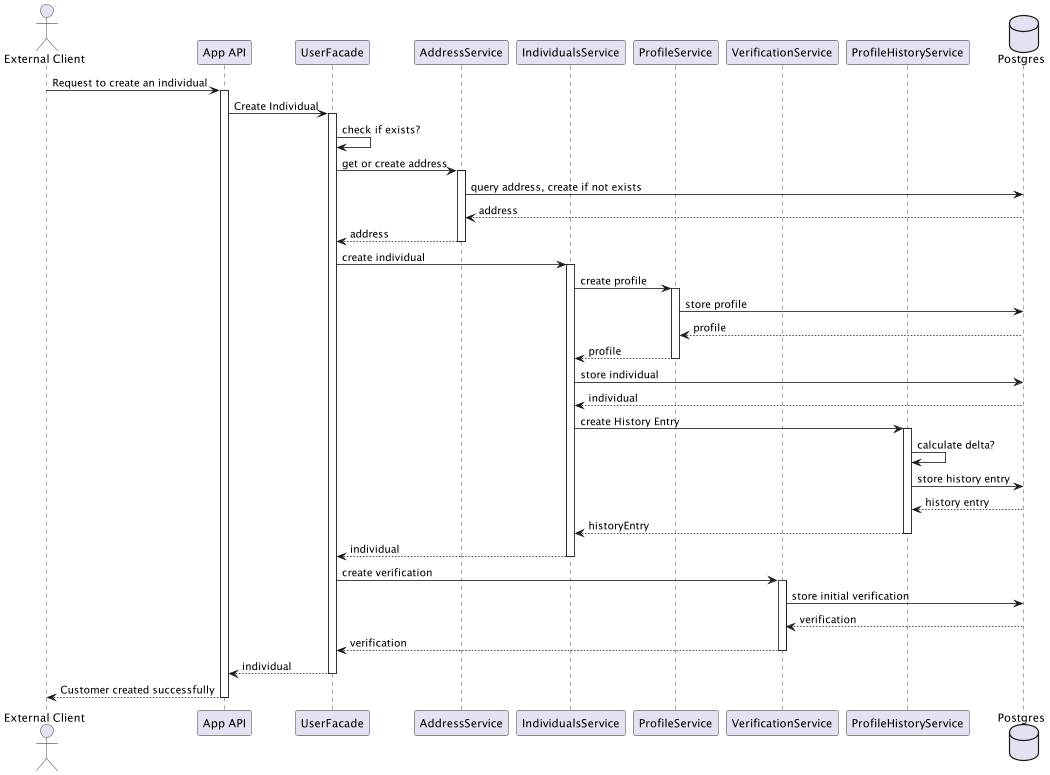 External Client
App API
UserFacade
AddressService
IndividualsService
ProfileService
VerificationService
ProfileHistoryService
Postgres
Request to create an individual
Create Individual
check if exists?
get or create address
query address, create if not exists
address
address
create individual
create profile
store profile
profile
profile
store individual
individual
create History Entry
calculate delta?
store history entry
history entry
historyEntry
individual
create verification
store initial verification
verification
verification
individual
Customer created successfully
External Client
App API
UserFacade
AddressService
IndividualsService
ProfileService
VerificationService
ProfileHistoryService
Postgres